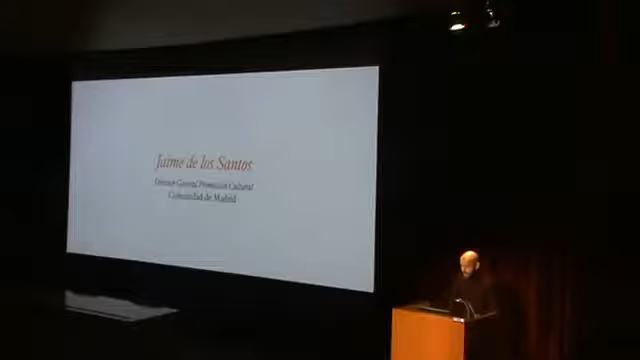 Jaime de los Santos
Director General Promoción Cultural
Comunidad de Madrid